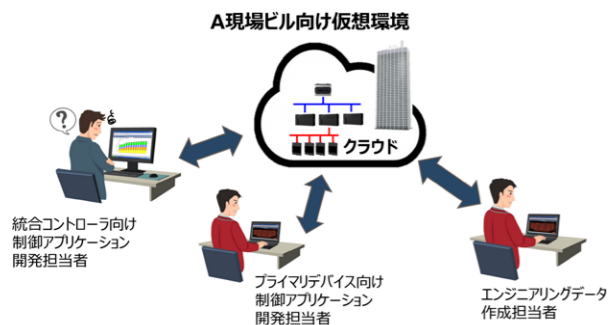 A現場ビル向け仮想環境
?
クラウド
統合コントローラ向け
制御アプリケーション
開発担当者
プライマリデバイス向け
制御アプリケーション
開発担当者
エンジニアリングデータ
作成担当者